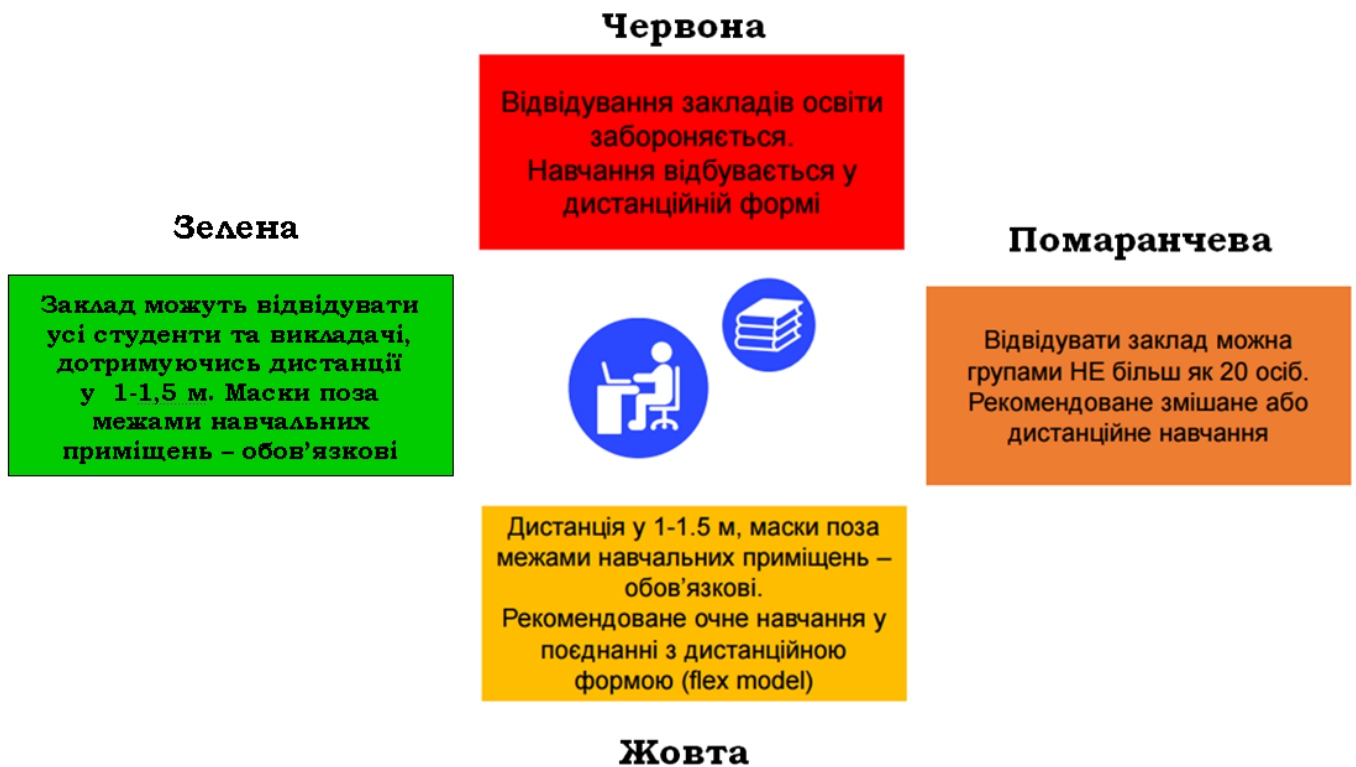 Червона
Відвідування закладів освіти
забороняється.
Навчання відбувається у
дистанційній формі
Зелена
Заклад можуть відвідувати
усі студенти та викладачі,
дотримуючись дистанції
у 1-1,5 м. Маски поза
межами навчальних
приміщень – обов’язкові
Помаранчева
Відвідувати заклад можна
групами НЕ більш як 20 осіб.
Рекомендоване змішане або
дистанційне навчання
Дистанція у 1-1.5 м, маски поза
межами навчальних приміщень –
обов’язкові.
Рекомендоване очне навчання у
поєднанні з дистанційною
формою (flex model)
Жовта